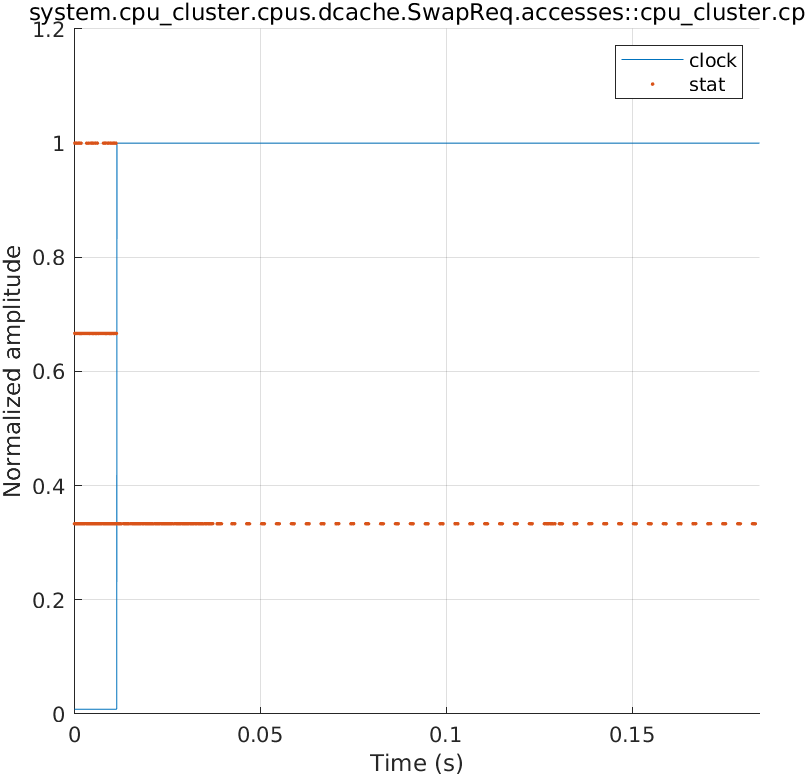 system.cpu_cluster.cpus.dcache.SwapReq.accesses::cpu_cluster.cp
1.2
1
0.8
0.6
0.4
0.2
0
Normalized amplitude
clock
stat
0
0.05
0.1
0.15
Time (s)